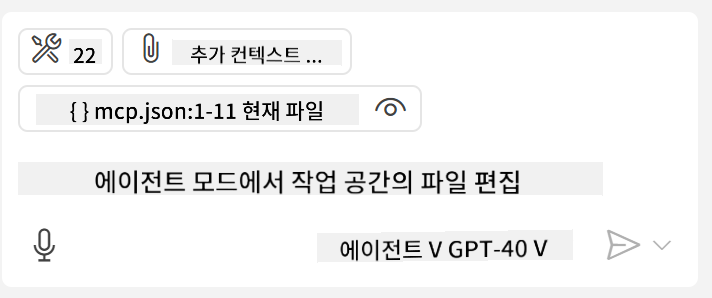 22
추가 컨텍스트 ...
{ } mcp.json:1-11 현재 파일
에이전트 모드에서 작업 공간의 파일 편집
에이전트 V GPT-40 V